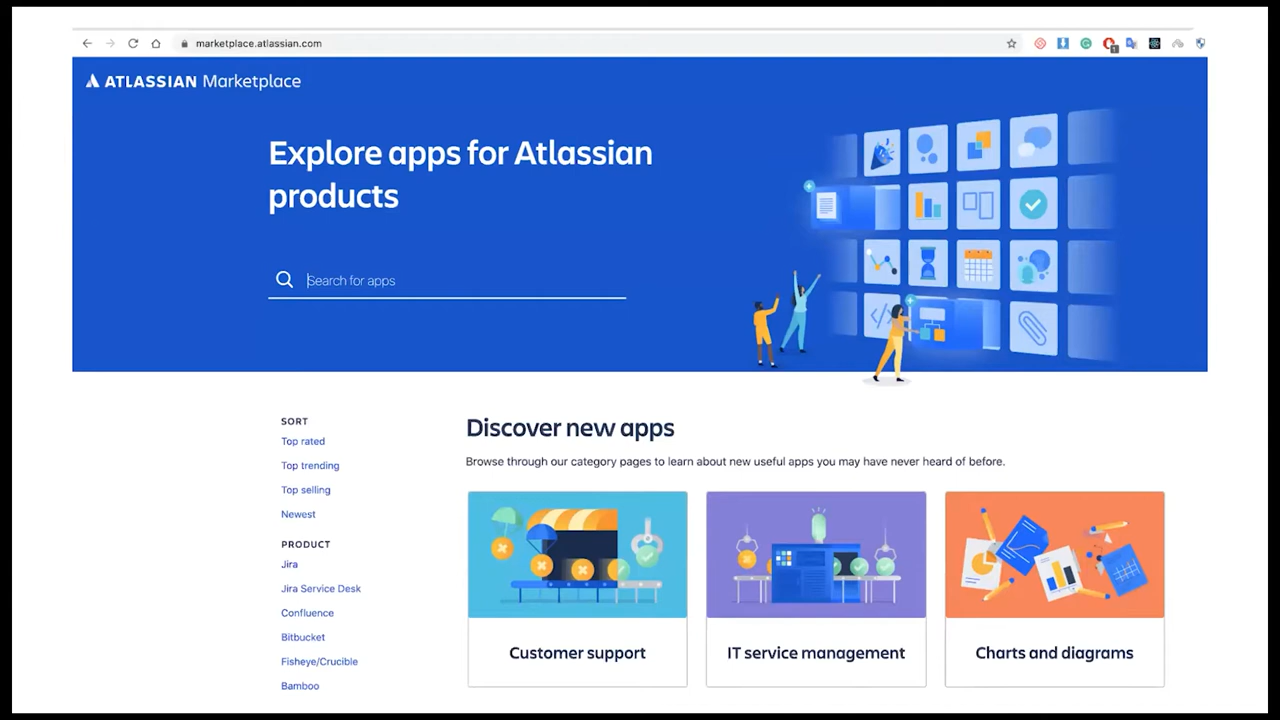 marketplace.atlassian.com
1
ATLASSIAN Marketplace
Explore apps for Atlassian
products
Search for apps
SORT
Top rated
Top trending
Top selling
Newest
PRODUCT
Jira
Jira Service Desk
Confluence
Bitbucket
Fisheye/Crucible
Bamboo
Discover new apps
Browse through our category pages to learn about new useful apps you may have never heard of before.
Customer support
IT service management
Charts and diagrams